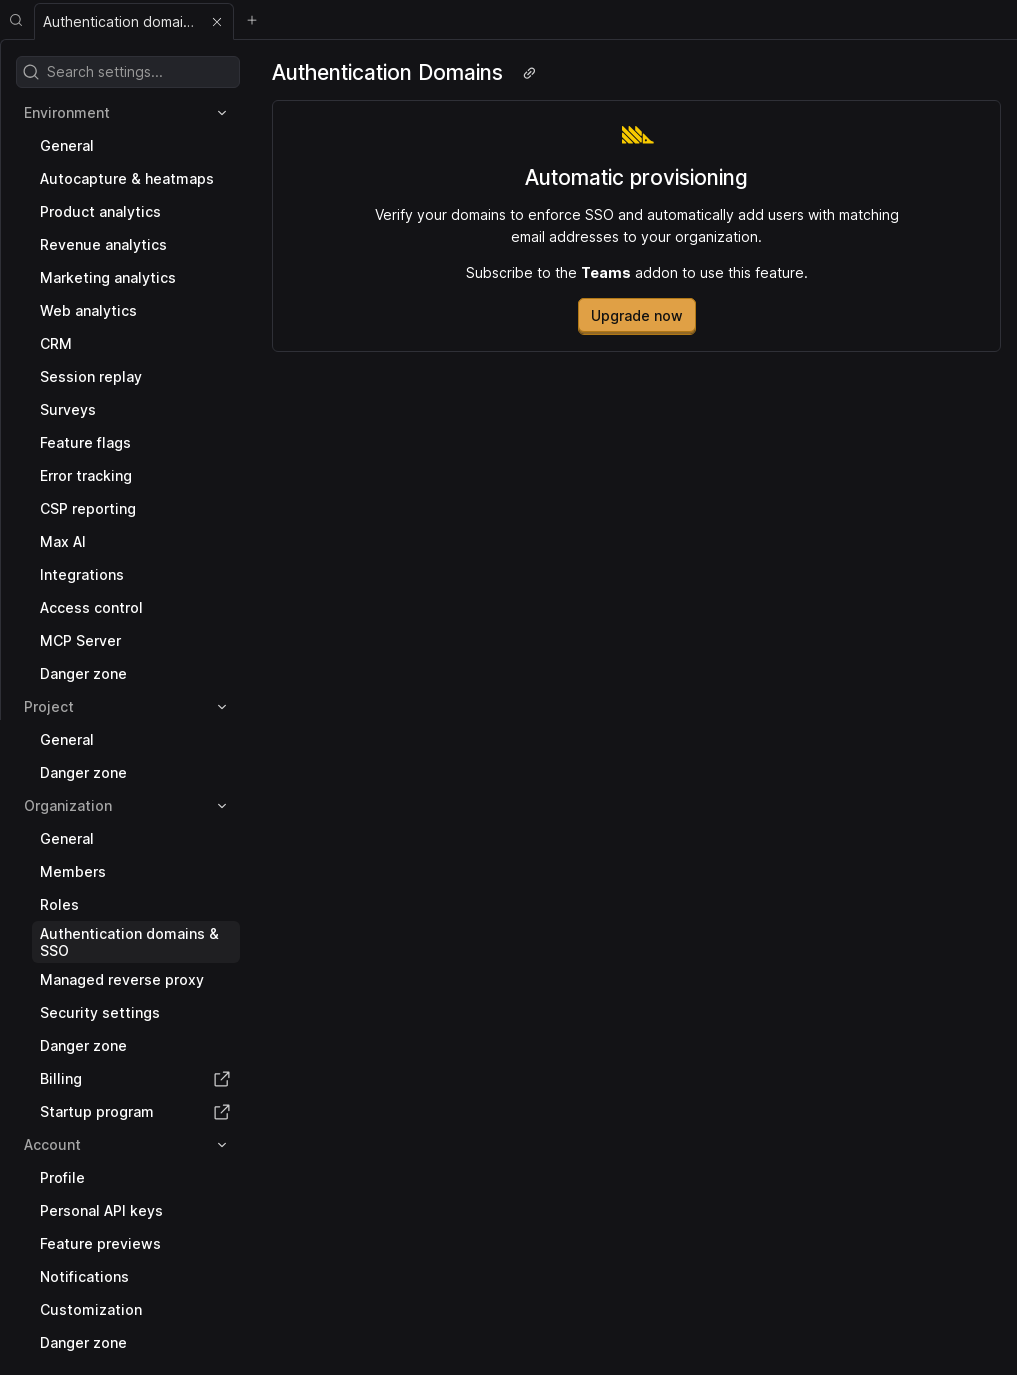 Authentication domai...
Search settings...
Environment
General
Autocapture & heatmaps
Product analytics
Revenue analytics
Marketing analytics
Web analytics
CRM
Session replay
Surveys
Feature flags
Error tracking
CSP reporting
Max AI
Integrations
Access control
MCP Server
Danger zone
Project
General
Danger zone
Organization
General
Members
Roles
Authentication domains &
SSO
Managed reverse proxy
Security settings
Danger zone
Billing
Startup program
Account
Profile
Personal API keys
Feature previews
Notifications
Customization
Danger zone
Authentication Domains
Automatic provisioning
Verify your domains to enforce SSO and automatically add users with matching
email addresses to your organization.
Subscribe to the Teams addon to use this feature.
Upgrade now